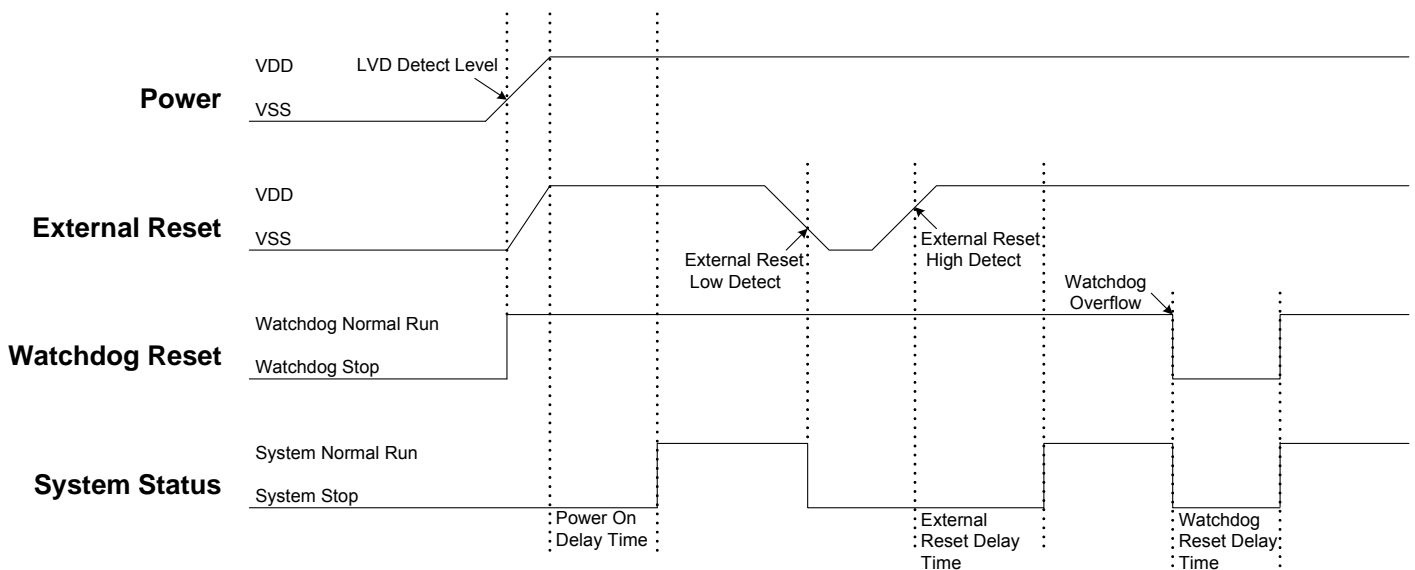 VDD
LVD Detect Level
Power
VSS
VDD
External Reset
VSS
External Reset
Low Detect
External Reset
High Detect
Watchdog
Overflow
Watchdog Normal Run
Watchdog Reset
Watchdog Stop
System Normal Run
System Status
System Stop
Power On
Delay Time
External
Reset Delay
Time
Watchdog
Reset Delay
Time